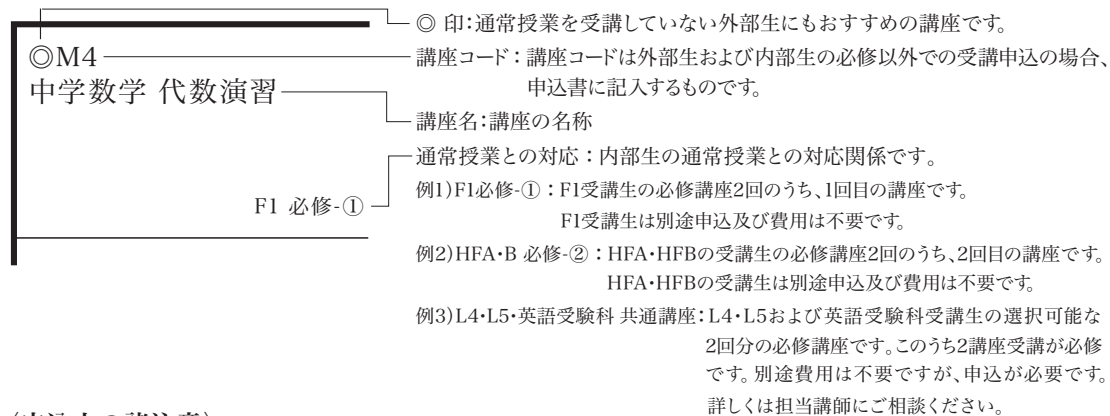 ◎ 印:通常授業を受講していない外部生にもおすすめの講座です。
◎M4
講座コード：講座コードは外部生および内部生の必修以外での受講申込の場合、
申込書に記入するものです。
中学数学 代数演習
講座名:講座の名称
通常授業との対応：内部生の通常授業との対応関係です。
例1)F1必修-①：F1受講生の必修講座2回のうち、1回目の講座です。
F1 必修-①
F1受講生は別途申込及び費用は不要です。
例2)HFA・B 必修-②：HFA・HFBの受講生の必修講座2回のうち、2回目の講座です。
HFA・HFBの受講生は別途申込及び費用は不要です。
例3)L4・L5・英語受験科 共通講座:L4・L5および英語受験科受講生の選択可能な
2回分の必修講座です。このうち2講座受講が必修
です。別途費用は不要ですが、申込が必要です。
詳しくは担当講師にご相談ください。